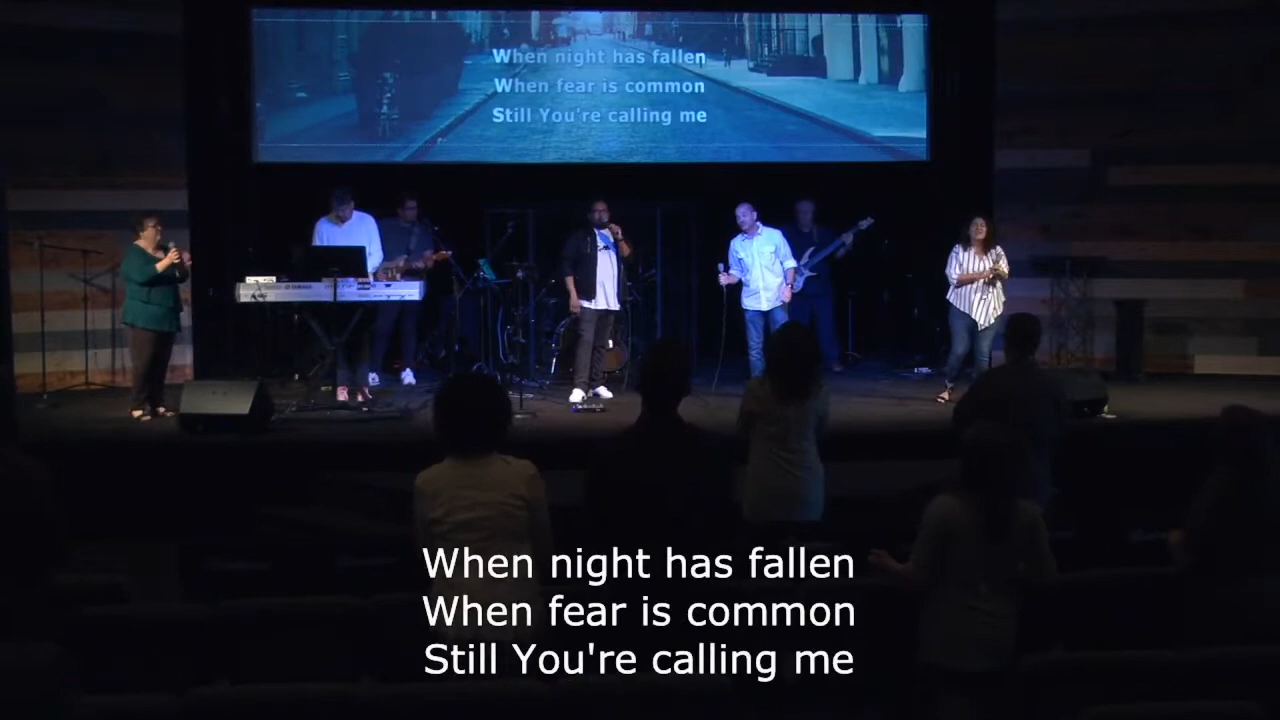 When night has fallen
When fear is common
Still You're calling me
YAMAHA
When night has fallen
When fear is common
Still You're calling me